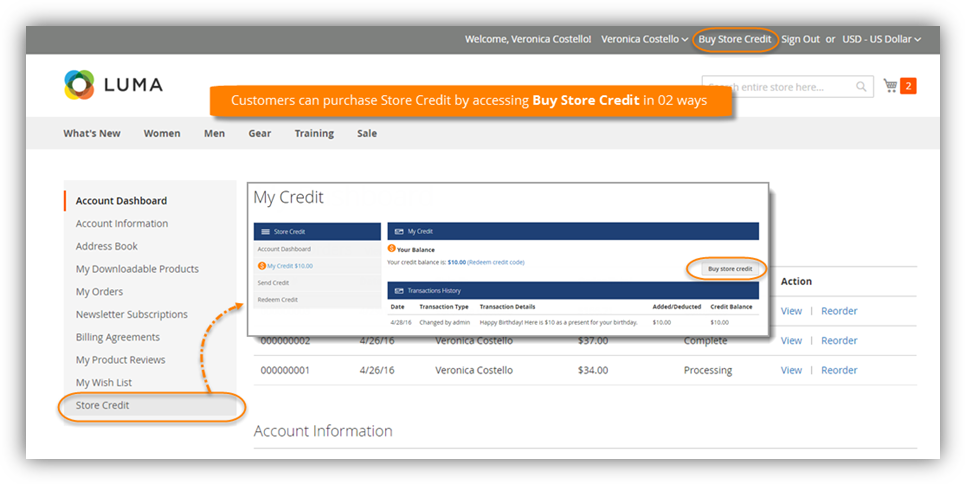 Welcome, Veronica Costello! Veronica Costello Buy Store Credit Sign Out or USD - US Dollar
LUMA
Customers can purchase Store Credit by accessing Buy Store Credit in 02 ways
entire store here...
2
What's New Women Men Gear Training Sale
Account Dashboard
Account Information
Address Book
My Downloadable Products
My Orders
Newsletter Subscriptions
Billing Agreements
My Product Reviews
My Wish List
Store Credit
My Credit
Store Credit
Account Dashboard
My Credit $10.00
Send Credit
Redeem Credit
My Credit
Your Balance
Your credit balance is: $10.00 (Redeem credit code)
Buy store credit
Transactions History
Date Transaction Type Transaction Details Added/Deducted Credit Balance
4/28/16 Changed by admin Happy Birthday! Here is $10 as a present for your birthday. $10.00 $10.00
Action
View | Reorder
000000002 4/26/16 Veronica Costello $37.00 Complete View | Reorder
000000001 4/26/16 Veronica Costello $34.00 Processing View | Reorder
Account Information